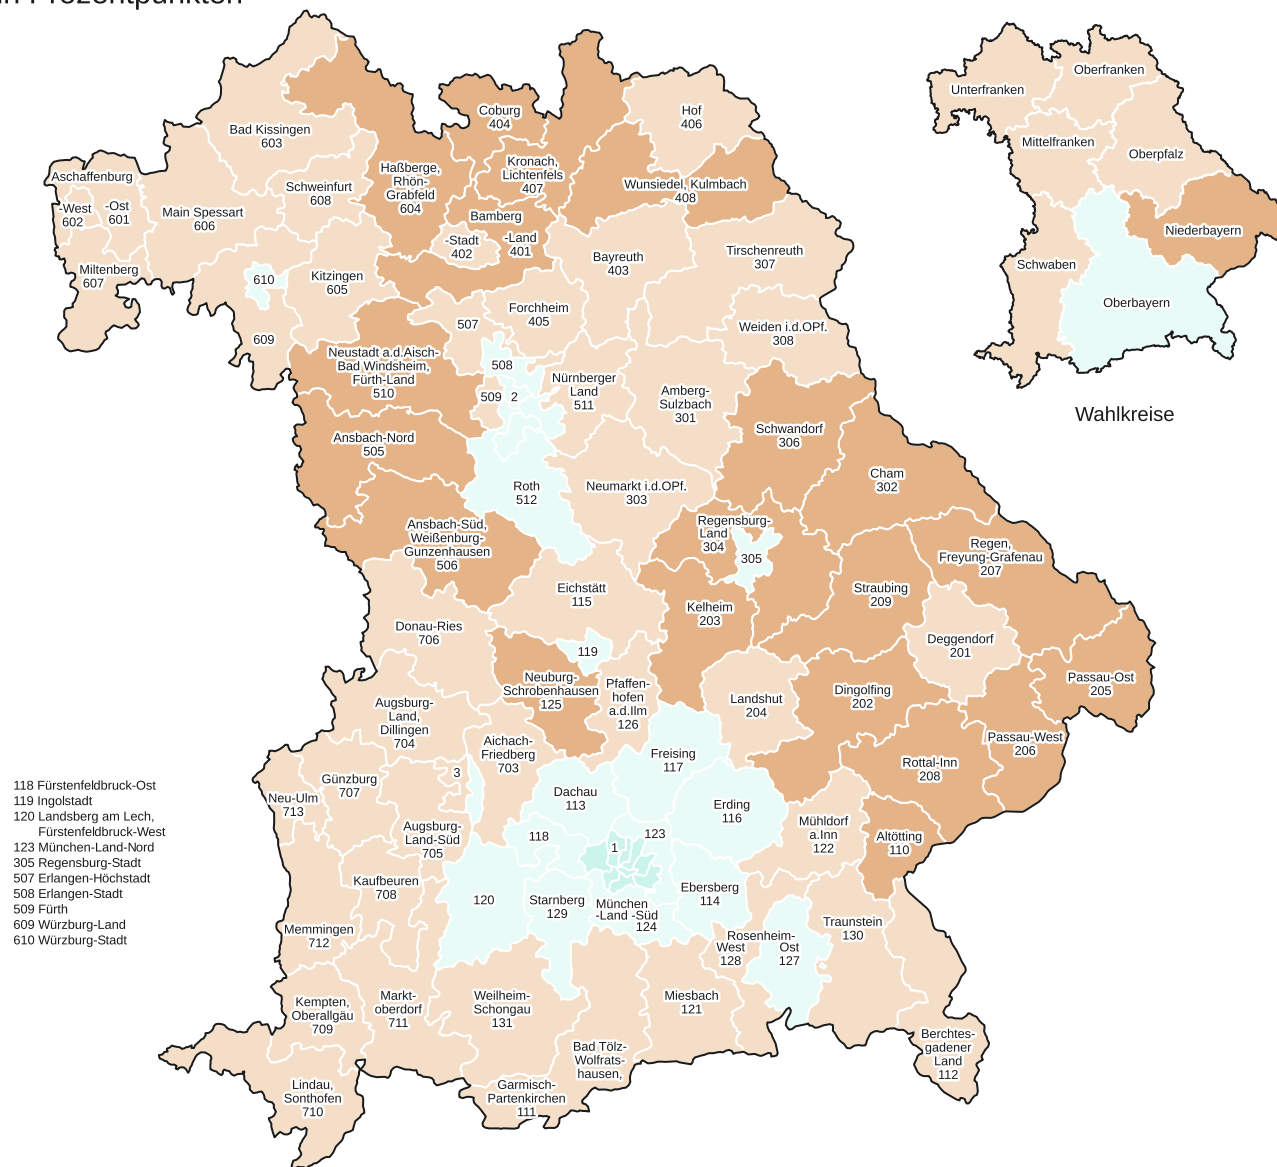 in Prozentpunkten
Bad Kissingen
603
Coburg
404
Hof
406
Aschaffenburg
-West
602
-Ost
601
Main Spessart
606
Schweinfurt
608
Haßberge,
Rhön-
Grabfeld
604
Kronach,
Lichtenfels
407
Wunsiedel, Kulmbach
408
Bamberg
-Stadt
402
-Land
401
Bayreuth
403
Tirschenreuth
307
Miltenberg
607
610
Kitzingen
605
609
507
Forchheim
405
Weiden i.d.OPf.
308
Neustadt a.d.Aisch-
Bad Windsheim,
Fürth-Land
510
508
509
2
Nürnberger
Land
511
Amberg-
Sulzbach
301
Ansbach-Nord
505
Schwandorf
306
Cham
302
Roth
512
Neumarkt i.d.OPf.
303
Ansbach-Süd,
Weißenburg-
Gunzenhausen
506
Regensburg-
Land
304
305
Regen,
Freyung-Grafenau
207
Eichstätt
115
Kelheim
203
Straubing
209
Donau-Ries
706
119
Deggendorf
201
Neuburg-
Schrobenhausen
125
Pfaffen-
hofen
a.d.Ilm
126
Landshut
204
Dingolfing
202
Passau-Ost
205
Augsburg-
Land,
Dillingen
704
Aichach-
Friedberg
703
Freising
117
Passau-West
206
Rottal-Inn
208
Neu-Ulm
713
Günzburg
707
3
Dachau
113
Erding
116
Augsburg-
Land-Süd
705
118
1
123
Mühldorf
a.Inn
122
Altötting
110
Kaufbeuren
708
120
Starnberg
129
München
-Land -Süd
124
Ebersberg
114
Memmingen
712
Rosenheim-
West
128
Ost
127
Traunstein
130
Kempten,
Oberallgäu
709
Markt-
oberdorf
711
Weilheim-
Schongau
131
Miesbach
121
Bad Tölz-
Wolfrats-
hausen,
Garmisch-
Partenkirchen
111
Berchtes-
gadener
Land
112
Lindau,
Sonthofen
710
Unterfranken
Oberfranken
Mittelfranken
Oberpfalz
Niederbayern
Schwaben
Oberbayern
Wahlkreise
118 Fürstenfeldbruck-Ost
119 Ingolstadt
120 Landsberg am Lech,
Fürstenfeldbruck-West
123 München-Land-Nord
305 Regensburg-Stadt
507 Erlangen-Höchstadt
508 Erlangen-Stadt
509 Fürth
609 Würzburg-Land
610 Würzburg-Stadt